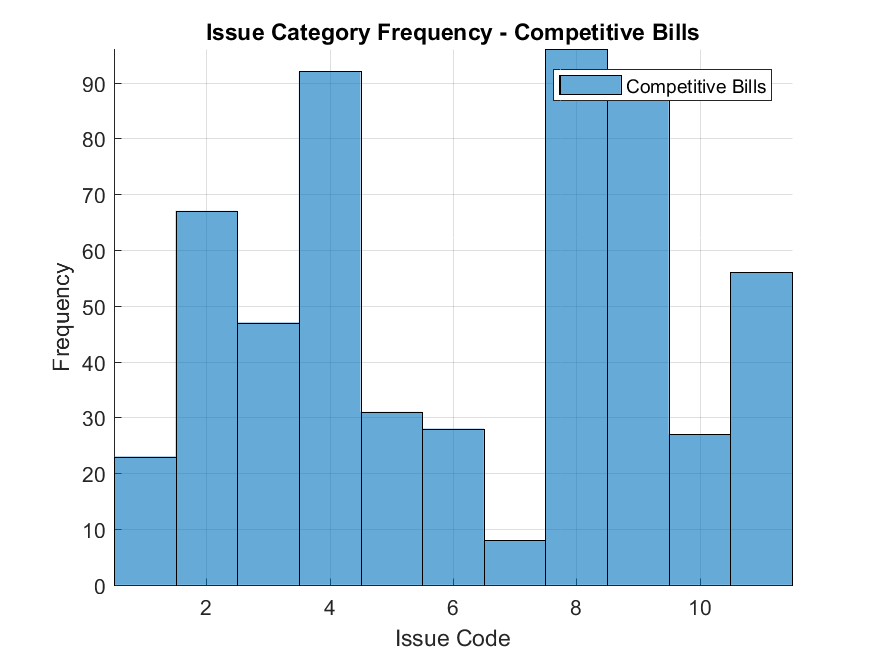 Issue Category Frequency - Competitive Bills
Competitive Bills
90
80
70
60
50
40
30
20
10
0
Frequency
2 4 6 8 10
Issue Code